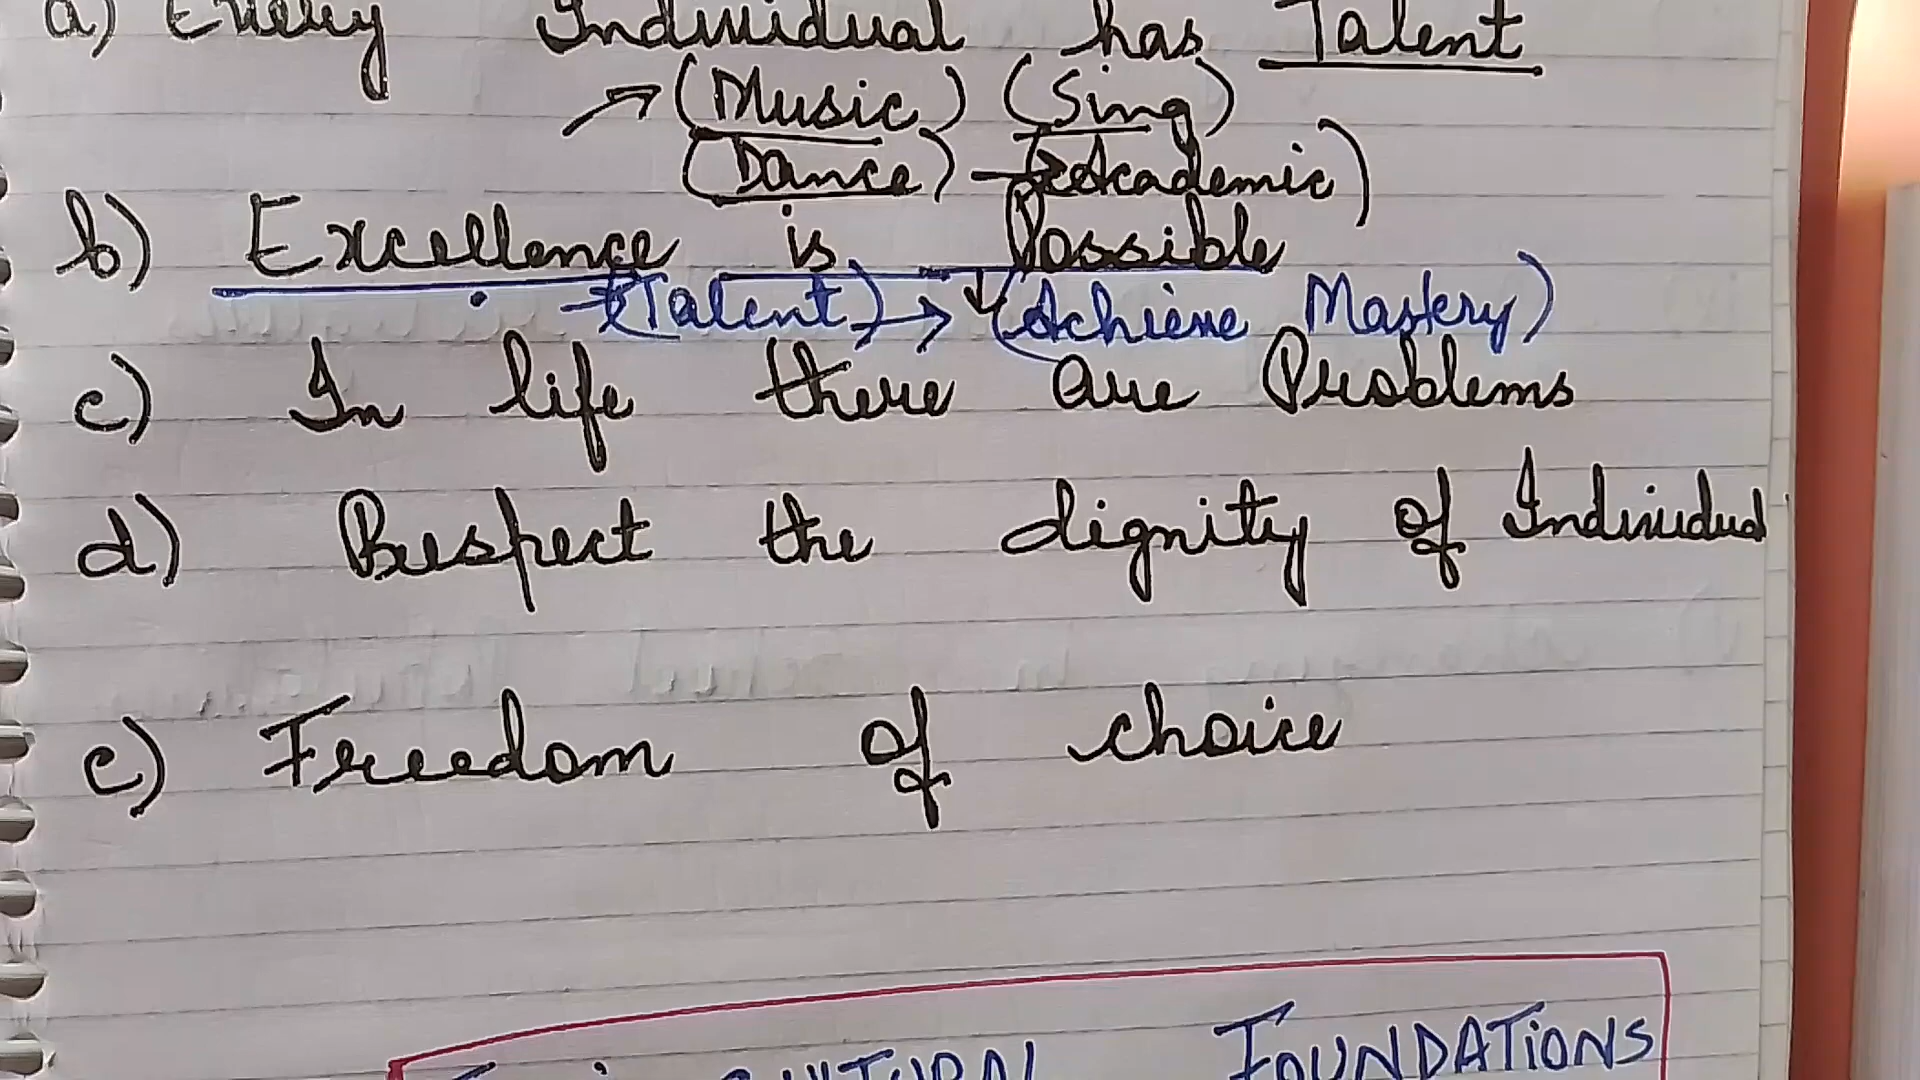 a) Every Individual has Talent
→ (Music) (Sing)
(Dance) → (Academic)
b) Excellence is Possible
→ (Talent) → (Achieve Mastery)
c) In life there are Problems
d) Respect the dignity of Individual
e) Freedom of choice
CULTURAL FOUNDATIONS